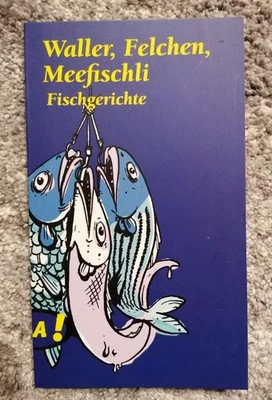 Waller, Felchen,
Meefischli
Fischgerichte
A!